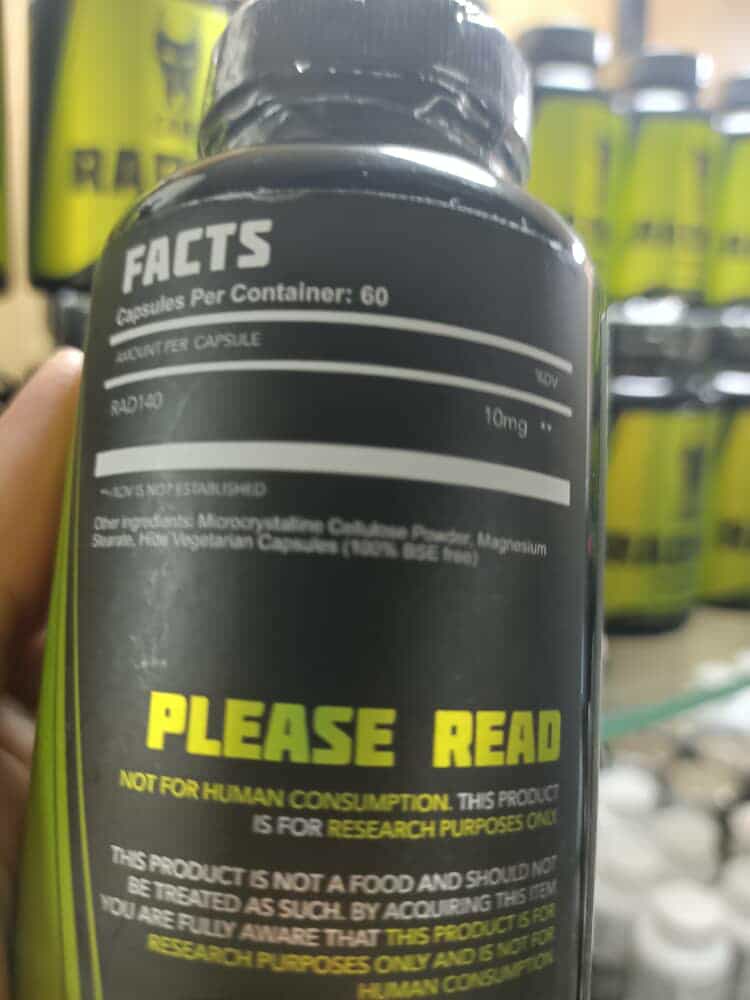 FACTS
Capsules Per Container: 60
AMOUNT PER CAPSULE
%DV
RAD140 10mg **
**%DV IS NOT ESTABLISHED
Other Ingredients: Microcrystalline Cellulose Powder, Magnesium
Stearate, Hide Vegetarian Capsules (100% BSE free)
PLEASE READ
NOT FOR HUMAN CONSUMPTION. THIS PRODUCT
IS FOR RESEARCH PURPOSES ONLY.
THIS PRODUCT IS NOT A FOOD AND SHOULD NOT
BE TREATED AS SUCH. BY ACQUIRING THIS ITEM
YOU ARE FULLY AWARE THAT THIS PRODUCT IS FOR
RESEARCH PURPOSES ONLY AND IS NOT FOR
HUMAN CONSUMPTION.